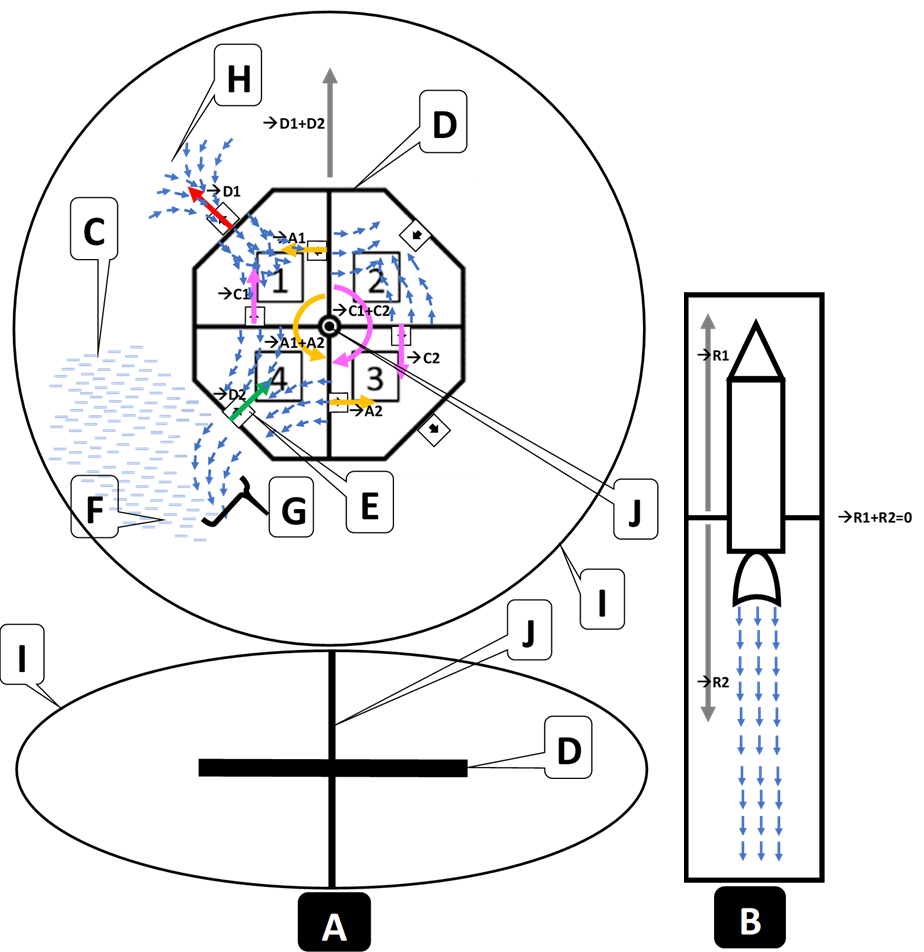 H
→D1+D2
D
→D1
C
→A1
1
2
→C1
→C1+C2
→A1+A2
→C2
4
3
→D2
→A2
F
G
E
J
I
→R1
→R1+R2=0
→R2
I
J
D
A
B